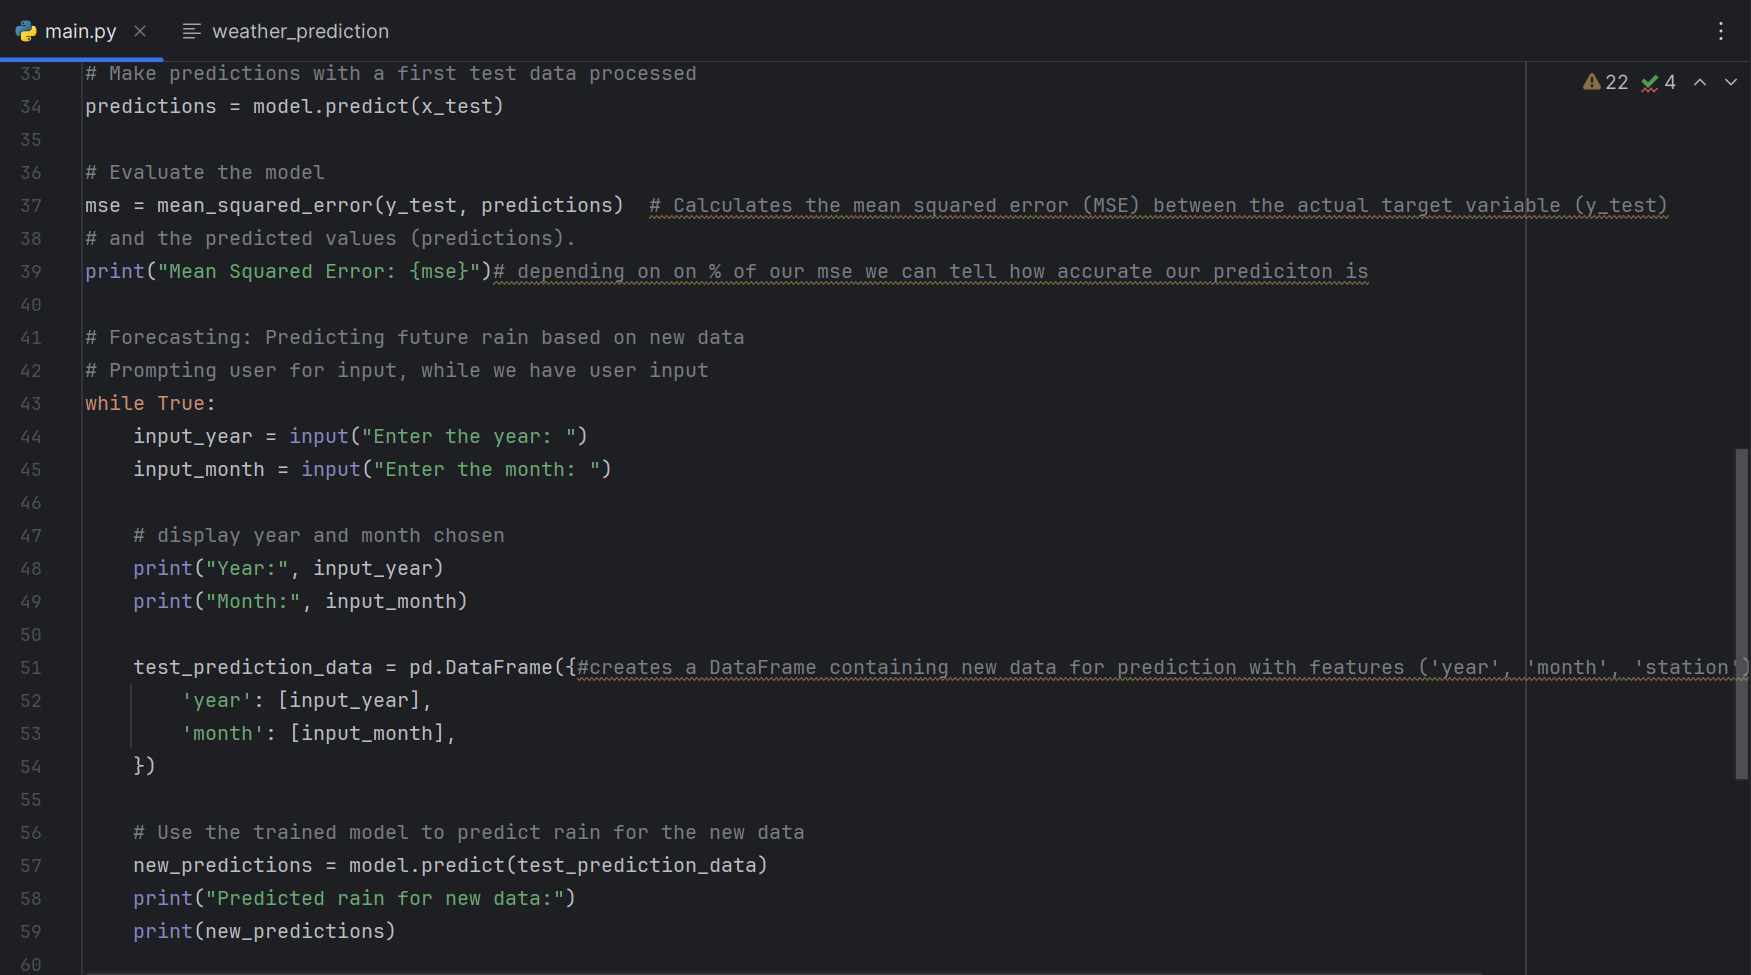 main.py
weather_prediction
22 4
33 # Make predictions with a first test data processed
34 predictions = model.predict(x_test)
35
36 # Evaluate the model
37 mse = mean_squared_error(y_test, predictions)  # Calculates the mean squared error (MSE) between the actual target variable (y_test)
38 # and the predicted values (predictions).
39 print("Mean Squared Error: {mse}")# depending on on % of our mse we can tell how accurate our prediciton is
40
41 # Forecasting: Predicting future rain based on new data
42 # Prompting user for input, while we have user input
43 while True:
44     input_year = input("Enter the year: ")
45     input_month = input("Enter the month: ")
46
47     # display year and month chosen
48     print("Year:", input_year)
49     print("Month:", input_month)
50
51     test_prediction_data = pd.DataFrame({#creates a DataFrame containing new data for prediction with features ('year', 'month', 'station')
52         'year': [input_year],
53         'month': [input_month],
54     })
55
56     # Use the trained model to predict rain for the new data
57     new_predictions = model.predict(test_prediction_data)
58     print("Predicted rain for new data:")
59     print(new_predictions)
60